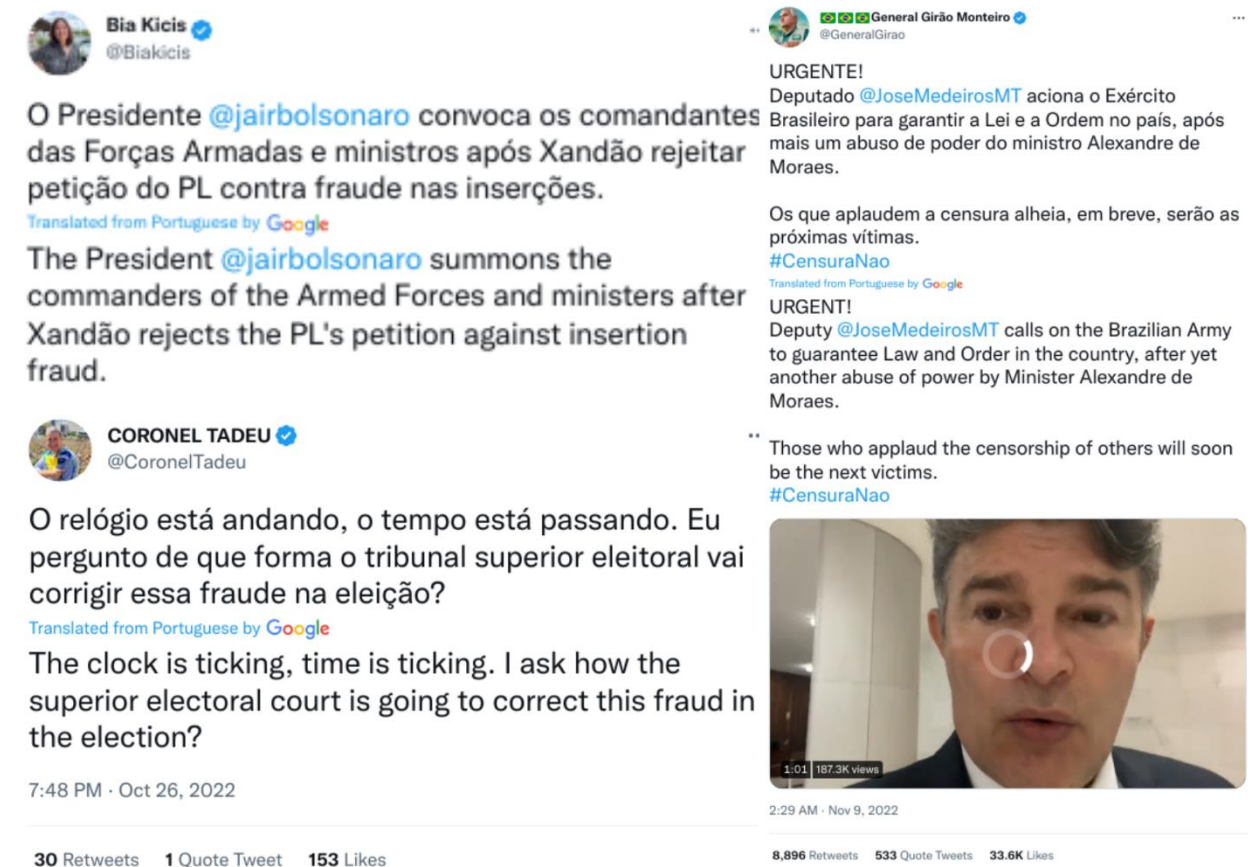 Bia Kicis
@Biakicis
O Presidente @jairbolsonaro convoca os comandantes
das Forças Armadas e ministros após Xandão rejeitar
petição do PL contra fraude nas inserções.
Translated from Portuguese by Google
The President @jairbolsonaro summons the
commanders of the Armed Forces and ministers after
Xandão rejects the PL's petition against insertion
fraud.
CORONEL TADEU
@CoronelTadeu
O relógio está andando, o tempo está passando. Eu
pergunto de que forma o tribunal superior eleitoral vai
corrigir essa fraude na eleição?
Translated from Portuguese by Google
The clock is ticking, time is ticking. I ask how the
superior electoral court is going to correct this fraud in
the election?
7:48 PM · Oct 26, 2022
30 Retweets 1 Quote Tweet 153 Likes
🇧🇷🇧🇷🇧🇷General Girão Monteiro
@GeneralGirao
URGENTE!
Deputado @JoseMedeirosMT aciona o Exército
Brasileiro para garantir a Lei e a Ordem no país, após
mais um abuso de poder do ministro Alexandre de
Moraes.
Os que aplaudem a censura alheia, em breve, serão as
próximas vítimas.
#CensuraNao
Translated from Portuguese by Google
URGENT!
Deputy @JoseMedeirosMT calls on the Brazilian Army
to guarantee Law and Order in the country, after yet
another abuse of power by Minister Alexandre de
Moraes.
Those who applaud the censorship of others will soon
be the next victims.
#CensuraNao
1:01 187.3K views
2:29 AM · Nov 9, 2022
8,896 Retweets 533 Quote Tweets 33.6K Likes